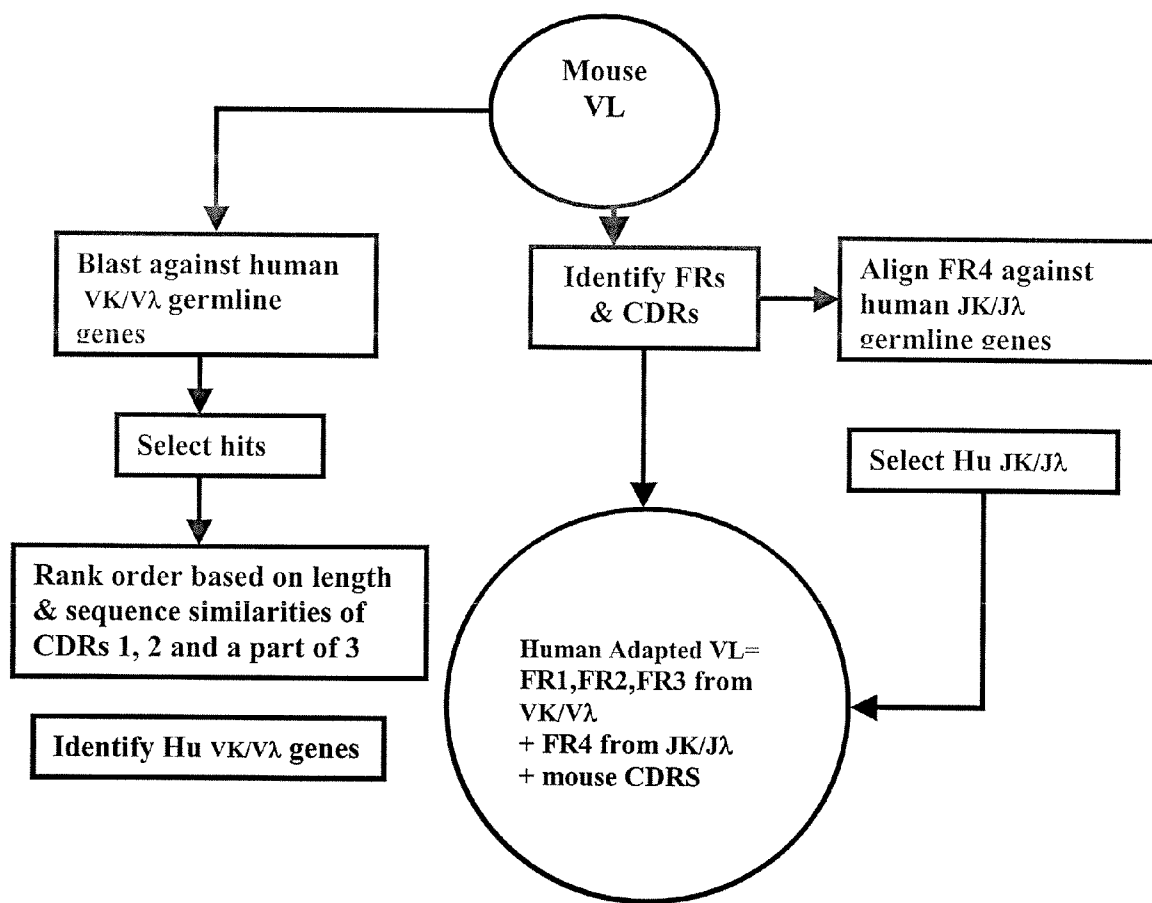 Mouse
VL
Blast against human
VK/Vλ germline
genes
Identify FRs
& CDRs
Align FR4 against
human JK/Jλ
germline genes
Select hits
Select Hu JK/Jλ
Rank order based on length
& sequence similarities of
CDRs 1, 2 and a part of 3
Human Adapted VL=
FR1,FR2,FR3 from
VK/Vλ
+ FR4 from JK/Jλ
+ mouse CDRS
Identify Hu VK/Vλ genes